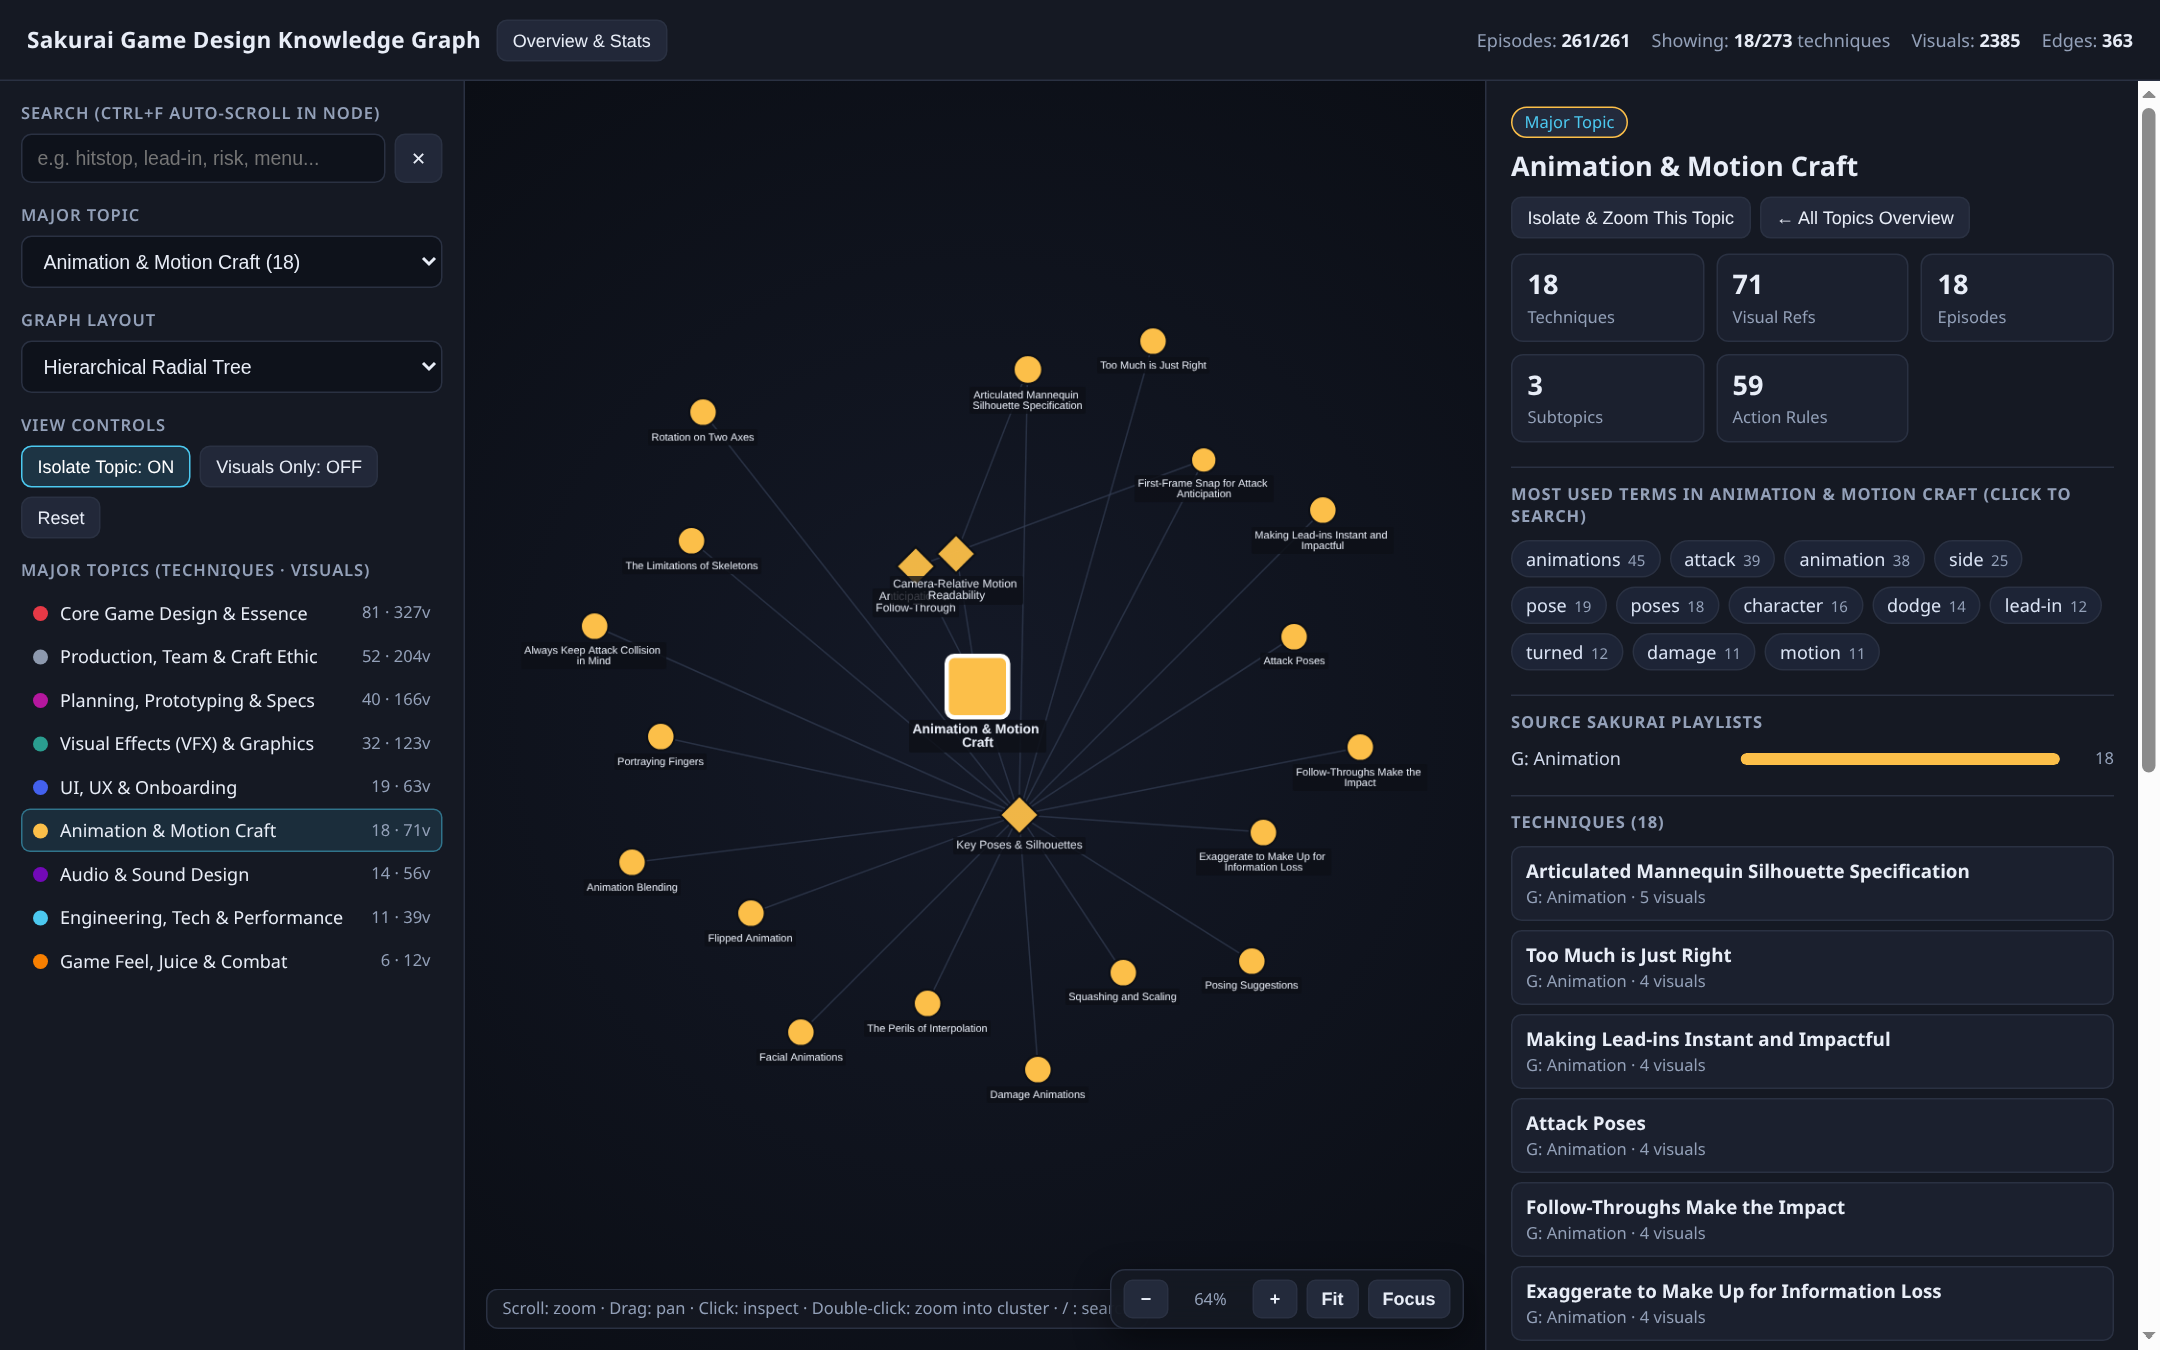 Sakurai Game Design Knowledge Graph
Overview & Stats
Episodes: 261/261 Showing: 18/273 techniques Visuals: 2385 Edges: 363
SEARCH (CTRL+F AUTO-SCROLL IN NODE)
e.g. hitstop, lead-in, risk, menu...
✕
MAJOR TOPIC
Animation & Motion Craft (18)
GRAPH LAYOUT
Hierarchical Radial Tree
VIEW CONTROLS
Isolate Topic: ON
Visuals Only: OFF
Reset
MAJOR TOPICS (TECHNIQUES · VISUALS)
Core Game Design & Essence 81 · 327v
Production, Team & Craft Ethic 52 · 204v
Planning, Prototyping & Specs 40 · 166v
Visual Effects (VFX) & Graphics 32 · 123v
UI, UX & Onboarding 19 · 63v
Animation & Motion Craft 18 · 71v
Audio & Sound Design 14 · 56v
Engineering, Tech & Performance 11 · 39v
Game Feel, Juice & Combat 6 · 12v
Too Much is Just Right
Articulated Mannequin
Silhouette Specification
Rotation on Two Axes
First-Frame Snap for Attack
Anticipation
Making Lead-ins Instant and
Impactful
The Limitations of Skeletons
Camera-Relative Motion
Readability
Follow-Through
Always Keep Attack Collision
in Mind
Attack Poses
Animation & Motion
Craft
Portraying Fingers
Follow-Throughs Make the
Impact
Key Poses & Silhouettes
Exaggerate to Make Up for
Information Loss
Animation Blending
Flipped Animation
Posing Suggestions
Squashing and Scaling
The Perils of Interpolation
Facial Animations
Damage Animations
Scroll: zoom · Drag: pan · Click: inspect · Double-click: zoom into cluster · / : sear
− 64% + Fit Focus
Major Topic
Animation & Motion Craft
Isolate & Zoom This Topic
← All Topics Overview
18 71 18
Techniques Visual Refs Episodes
3 59
Subtopics Action Rules
MOST USED TERMS IN ANIMATION & MOTION CRAFT (CLICK TO
SEARCH)
animations 45 attack 39 animation 38 side 25
pose 19 poses 18 character 16 dodge 14 lead-in 12
turned 12 damage 11 motion 11
SOURCE SAKURAI PLAYLISTS
G: Animation 18
TECHNIQUES (18)
Articulated Mannequin Silhouette Specification
G: Animation · 5 visuals
Too Much is Just Right
G: Animation · 4 visuals
Making Lead-ins Instant and Impactful
G: Animation · 4 visuals
Attack Poses
G: Animation · 4 visuals
Follow-Throughs Make the Impact
G: Animation · 4 visuals
Exaggerate to Make Up for Information Loss
G: Animation · 4 visuals